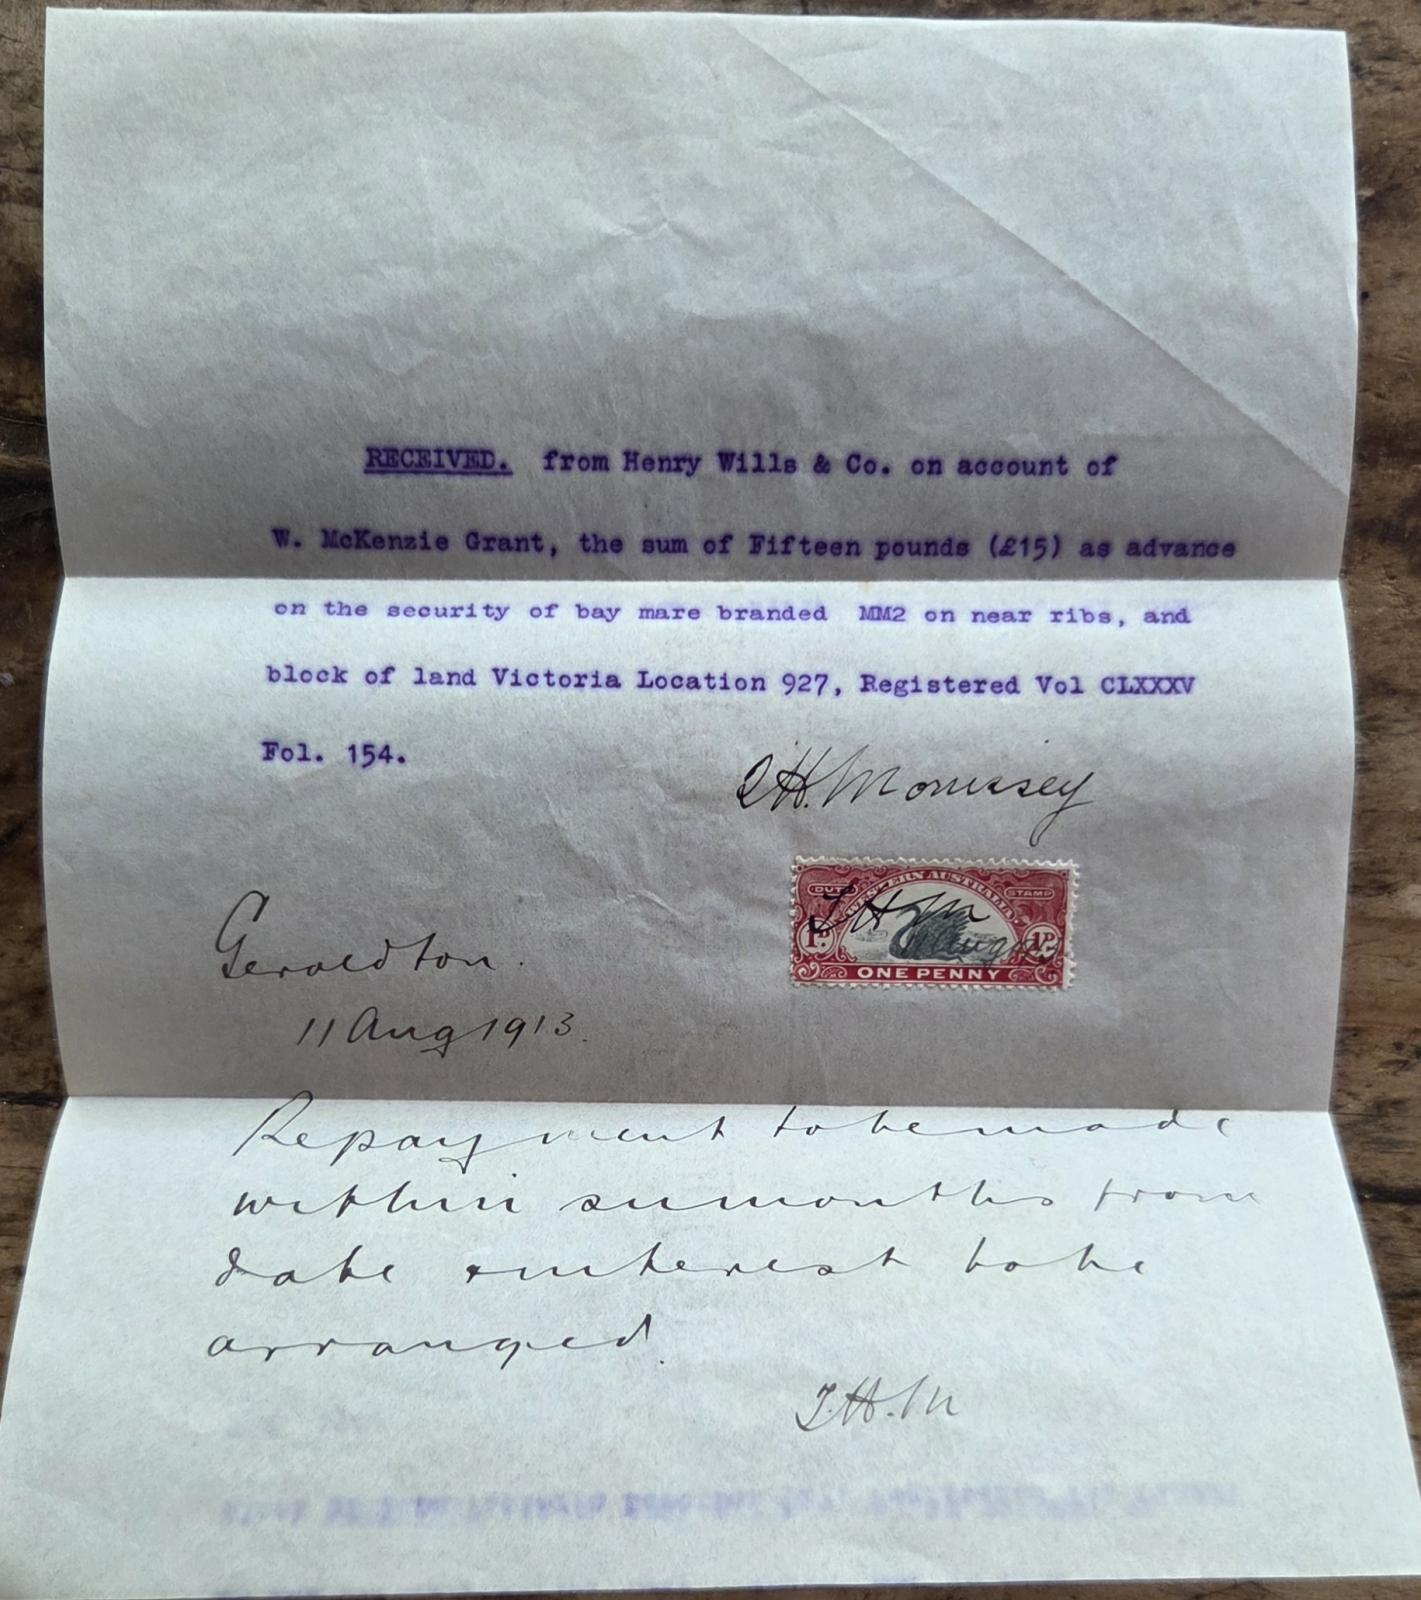 RECEIVED. from Henry Wills & Co. on account of
W. McKenzie Grant, the sum of Fifteen pounds (£15) as advance
on the security of bay mare branded MM2 on near ribs, and
block of land Victoria Location 927, Registered Vol CLXXXV
Fol. 154.
H. Morrissey
WESTERN AUSTRALIA
STAMP
J H M
1D 1D
Aug
ONE PENNY
Geraldton.
11 Aug 1913.
Repayment to be made
within six months from
date interest to be
arranged.
J.H.M